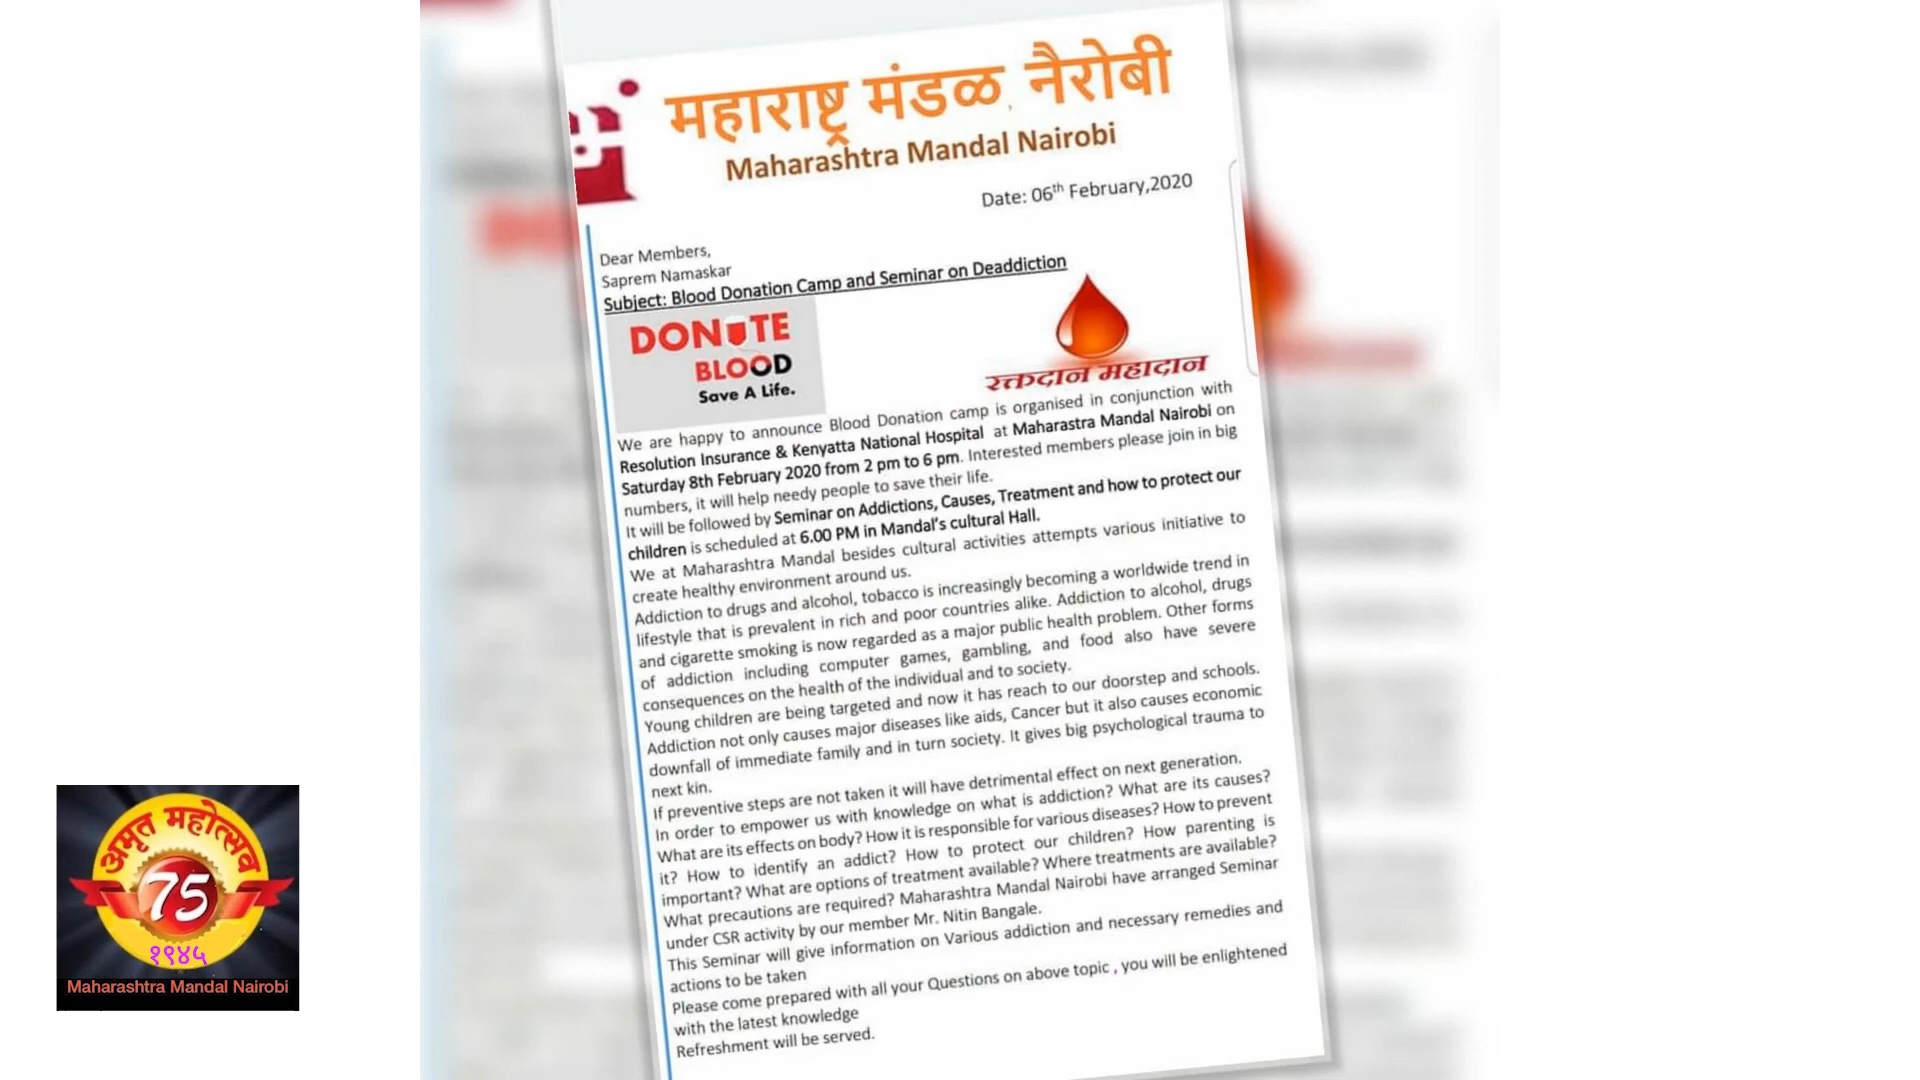 महाराष्ट्र मंडळ, नैरोबी
Maharashtra Mandal Nairobi
Date: 06th February,2020
Dear Members,
Saprem Namaskar
Subject: Blood Donation Camp and Seminar on Deaddiction
DONUTE
BLOOD
Save A Life.
रक्तदान महादान
We are happy to announce Blood Donation camp is organised in conjunction with
Resolution Insurance & Kenyatta National Hospital at Maharastra Mandal Nairobi on
Saturday 8th February 2020 from 2 pm to 6 pm. Interested members please join in big
numbers, it will help needy people to save their life.
It will be followed by Seminar on Addictions, Causes, Treatment and how to protect our
children is scheduled at 6.00 PM in Mandal's cultural Hall.
We at Maharashtra Mandal besides cultural activities attempts various initiative to
create healthy environment around us.
Addiction to drugs and alcohol, tobacco is increasingly becoming a worldwide trend in
lifestyle that is prevalent in rich and poor countries alike. Addiction to alcohol, drugs
and cigarette smoking is now regarded as a major public health problem. Other forms
of addiction including computer games, gambling, and food also have severe
consequences on the health of the individual and to society.
Young children are being targeted and now it has reach to our doorstep and schools.
Addiction not only causes major diseases like aids, Cancer but it also causes economic
downfall of immediate family and in turn society. It gives big psychological trauma to
next kin.
If preventive steps are not taken it will have detrimental effect on next generation.
In order to empower us with knowledge on what is addiction? What are its causes?
What are its effects on body? How it is responsible for various diseases? How to prevent
it? How to identify an addict? How to protect our children? How parenting is
important? What are options of treatment available? Where treatments are available?
What precautions are required? Maharashtra Mandal Nairobi have arranged Seminar
under CSR activity by our member Mr. Nitin Bangale.
This Seminar will give information on Various addiction and necessary remedies and
actions to be taken
Please come prepared with all your Questions on above topic , you will be enlightened
with the latest knowledge
Refreshment will be served.
अमृत महोत्सव
75
१९४५
Maharashtra Mandal Nairobi